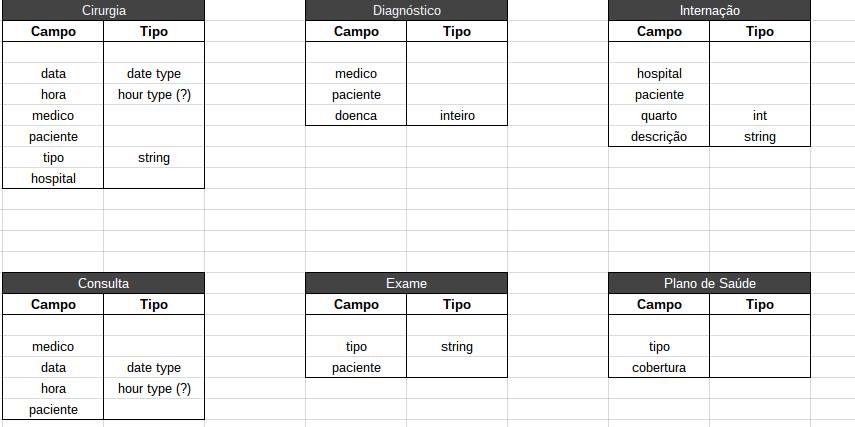 Cirurgia Diagnóstico Internação
Campo Tipo Campo Tipo Campo Tipo
data date type medico hospital
hora hour type (?) paciente paciente
medico doenca inteiro quarto int
paciente descrição string
tipo string
hospital
Consulta Exame Plano de Saúde
Campo Tipo Campo Tipo Campo Tipo
medico tipo string tipo
data date type paciente cobertura
hora hour type (?)
paciente